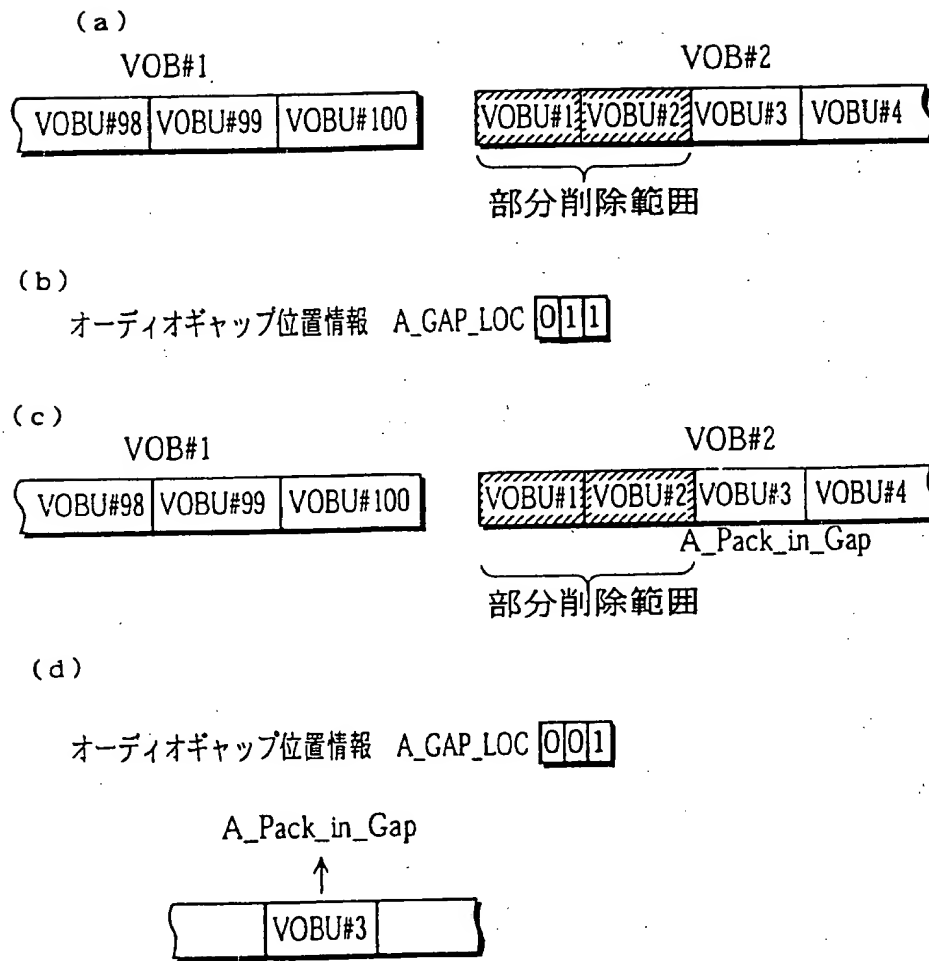 (a)
VOB#1 VOB#2
VOBU#98 VOBU#99 VOBU#100 VOBU#1 VOBU#2 VOBU#3 VOBU#4
部分削除範囲
(b)
オーディオギャップ位置情報 A_GAP_LOC 0 1 1
(c)
VOB#1 VOB#2
VOBU#98 VOBU#99 VOBU#100 VOBU#1 VOBU#2 VOBU#3 VOBU#4
A_Pack_in_Gap
部分削除範囲
(d)
オーディオギャップ位置情報 A_GAP_LOC 0 0 1
A_Pack_in_Gap
VOBU#3